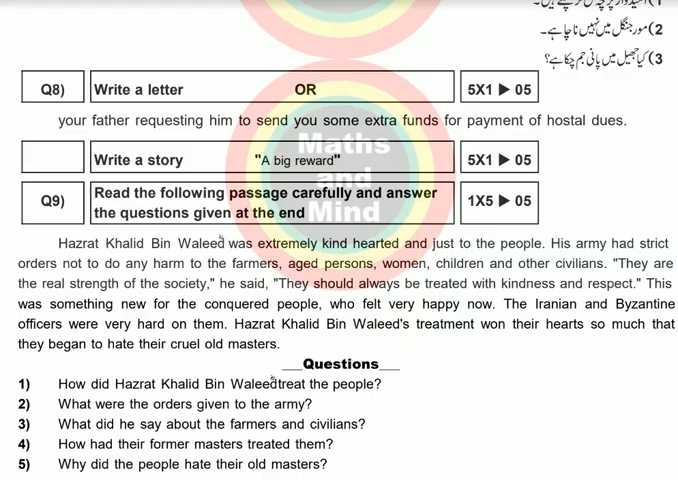 2) مور جنگل میں نہیں ناچا ہے۔
3) کیا جھیل میں پانی جم چکا ہے؟
Q8) Write a letter OR 5X1 ▶ 05
your father requesting him to send you some extra funds for payment of hostal dues.
Write a story "A big reward" 5X1 ▶ 05
Q9) Read the following passage carefully and answer
the questions given at the end 1X5 ▶ 05
Maths
and
Mind
Hazrat Khalid Bin Waleed was extremely kind hearted and just to the people. His army had strict
orders not to do any harm to the farmers, aged persons, women, children and other civilians. "They are
the real strength of the society," he said, "They should always be treated with kindness and respect." This
was something new for the conquered people, who felt very happy now. The Iranian and Byzantine
officers were very hard on them. Hazrat Khalid Bin Waleed's treatment won their hearts so much that
they began to hate their cruel old masters.
___Questions___
1) How did Hazrat Khalid Bin Waleed treat the people?
2) What were the orders given to the army?
3) What did he say about the farmers and civilians?
4) How had their former masters treated them?
5) Why did the people hate their old masters?